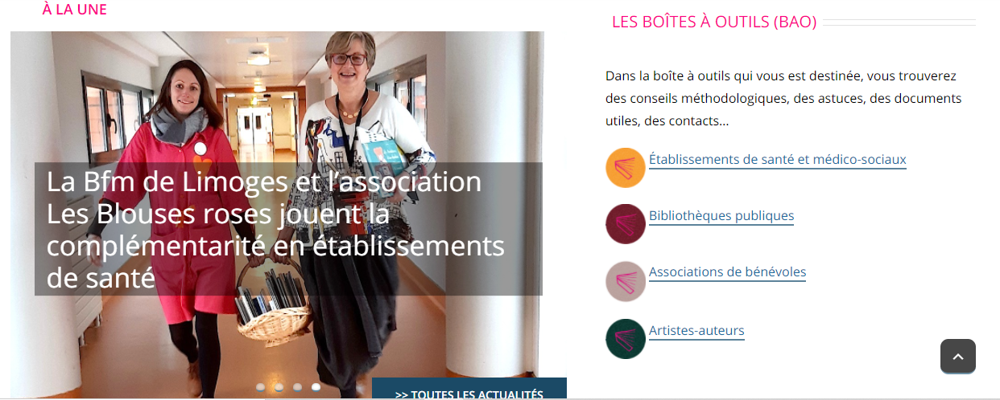 À LA UNE
La Bfm de Limoges et l'association
Les Blouses roses jouent la
complémentarité en établissements
de santé
>> TOUTES LES ACTUALITÉS
LES BOÎTES À OUTILS (BAO)
Dans la boîte à outils qui vous est destinée, vous trouverez
des conseils méthodologiques, des astuces, des documents
utiles, des contacts...
Établissements de santé et médico-sociaux
Bibliothèques publiques
Associations de bénévoles
Artistes-auteurs